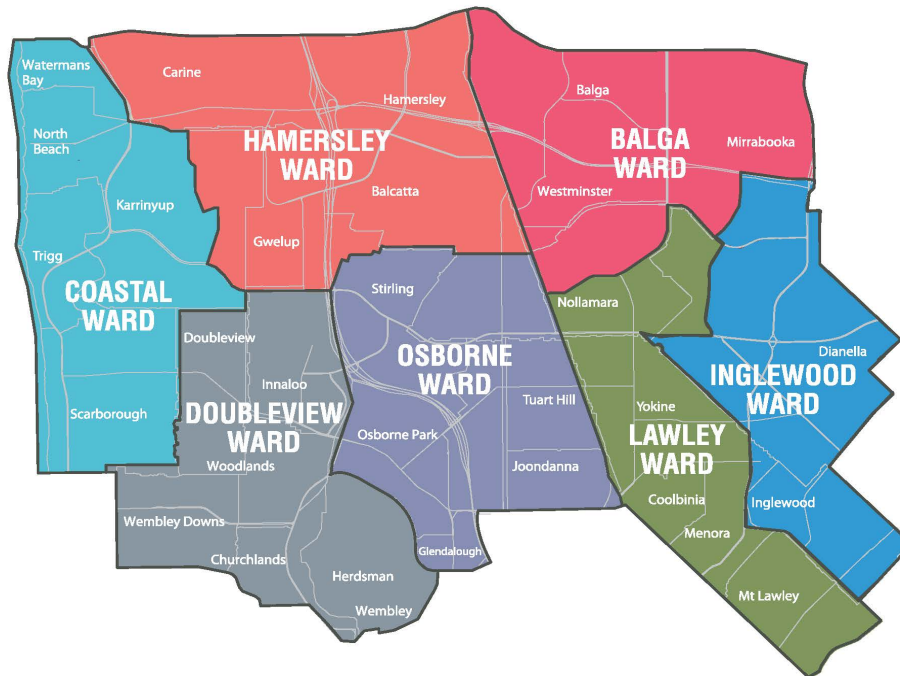 Watermans
Bay
North
Beach
Karrinyup
Trigg
COASTAL
WARD
Scarborough
Carine
Hamersley
HAMERSLEY
WARD
Balcatta
Gwelup
Balga
BALGA
WARD
Mirrabooka
Westminster
Doubleview
Innaloo
DOUBLEVIEW
WARD
Woodlands
Wembley Downs
Churchlands
Herdsman
Wembley
Stirling
OSBORNE
WARD
Tuart Hill
Osborne Park
Joondanna
Glendalough
Nollamara
Yokine
LAWLEY
WARD
Coolbinia
Menora
Mt Lawley
Dianella
INGLEWOOD
WARD
Inglewood